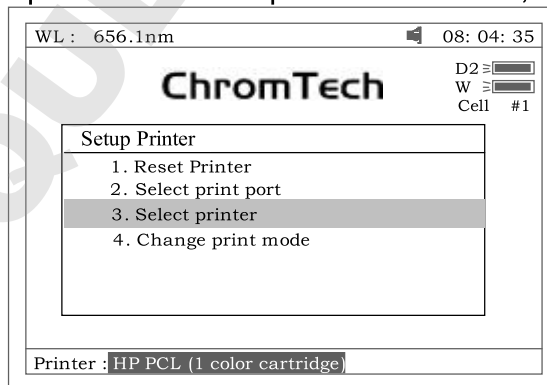 WL : 656.1nm 08: 04: 35
ChromTech
D2
W
Cell #1
Setup Printer
1. Reset Printer
2. Select print port
3. Select printer
4. Change print mode
Printer : HP PCL (1 color cartridge)